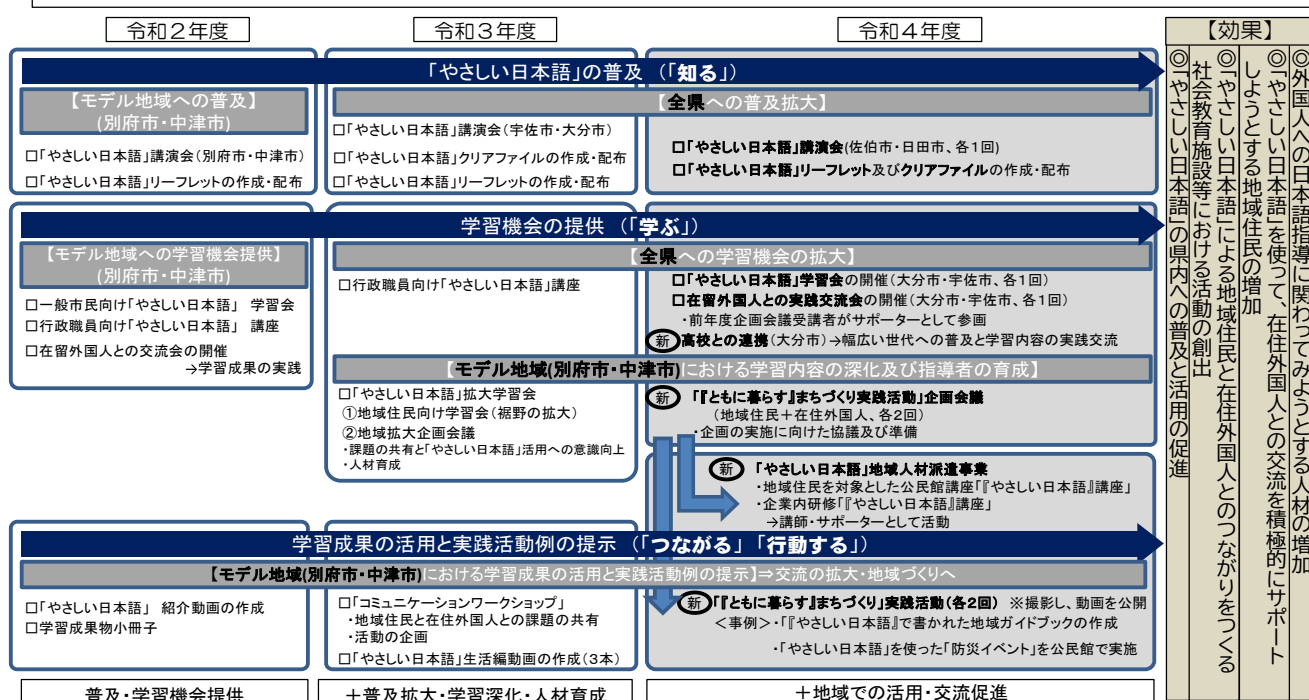 令和２年度
令和３年度
令和４年度
【効果】
「やさしい日本語」の普及 （「知る」）
【モデル地域への普及】
(別府市・中津市)
□「やさしい日本語」講演会（別府市・中津市）
□「やさしい日本語」リーフレットの作成・配布
【全県への普及拡大】
□「やさしい日本語」講演会（宇佐市・大分市）
□「やさしい日本語」クリアファイルの作成・配布
□「やさしい日本語」リーフレットの作成・配布
□「やさしい日本語」講演会(佐伯市・日田市、各１回)
□「やさしい日本語」リーフレット及びクリアファイルの作成・配布
学習機会の提供 （「学ぶ」）
【モデル地域への学習機会提供】
(別府市・中津市)
□一般市民向け「やさしい日本語」 学習会
□行政職員向け「やさしい日本語」 講座
□在留外国人との交流会の開催
→学習成果の実践
【全県への学習機会の拡大】
□行政職員向け「やさしい日本語」講座
□「やさしい日本語」学習会の開催（大分市・宇佐市、各１回）
□在留外国人との実践交流会の開催（大分市・宇佐市、各１回）
・前年度企画会議受講者がサポーターとして参画
新 高校との連携（大分市）→幅広い世代への普及と学習内容の実践交流
【モデル地域(別府市・中津市)における学習内容の深化及び指導者の育成】
□「やさしい日本語」拡大学習会
①地域住民向け学習会（裾野の拡大）
②地域拡大企画会議
・課題の共有と「やさしい日本語」活用への意識向上
・人材育成
新 「『ともに暮らす』まちづくり実践活動」企画会議
（地域住民＋在住外国人、各２回）
・企画の実施に向けた協議及び準備
新 「やさしい日本語」地域人材派遣事業
・地域住民を対象とした公民館講座「『やさしい日本語』講座」
・企業内研修「『やさしい日本語』講座」
→講師・サポーターとして活動
学習成果の活用と実践活動例の提示 （「つながる」「行動する」）
【モデル地域(別府市・中津市)における学習成果の活用と実践活動例の提示】⇒交流の拡大・地域づくりへ
□「やさしい日本語」 紹介動画の作成
□学習成果物小冊子
□「コミュニケーションワークショップ」
・地域住民と在住外国人との課題の共有
・活動の企画
□「やさしい日本語」生活編動画の作成（３本）
新 「『ともに暮らす』まちづくり」実践活動（各２回） ※撮影し、動画を公開
＜事例＞・「『やさしい日本語』で書かれた地域ガイドブックの作成
・「やさしい日本語」を使った「防災イベント」を公民館で実施
普及・学習機会提供
＋普及拡大・学習深化・人材育成
＋地域での活用・交流促進
◎外国人への日本語指導に関わってみようとする人材の増加
◎「やさしい日本語」を使って、在住外国人との交流を積極的にサポート
しようとする地域住民の増加
◎「やさしい日本語」による地域住民と在住外国人とのつながりをつくる
社会教育施設等における活動の創出
◎「やさしい日本語」の県内への普及と活用の促進